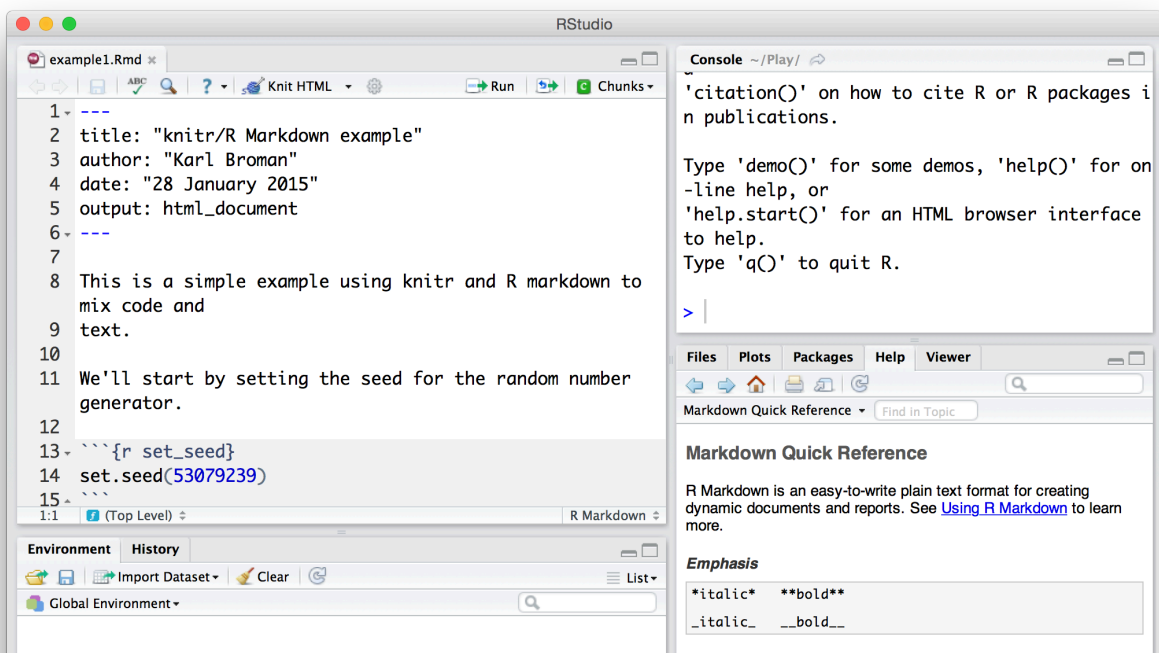 RStudio
example1.Rmd
ABC
? Knit HTML Run C Chunks
1 ---
2 title: "knitr/R Markdown example"
3 author: "Karl Broman"
4 date: "28 January 2015"
5 output: html_document
6 ---
7
8 This is a simple example using knitr and R markdown to
mix code and
9 text.
10
11 We'll start by setting the seed for the random number
generator.
12
13 ```{r set_seed}
14 set.seed(53079239)
15 ```
1:1 (Top Level) R Markdown
Environment History
Import Dataset Clear List
Global Environment
Console ~/Play/
'citation()' on how to cite R or R packages i
n publications.
Type 'demo()' for some demos, 'help()' for on
-line help, or
'help.start()' for an HTML browser interface
to help.
Type 'q()' to quit R.
>
Files Plots Packages Help Viewer
Markdown Quick Reference Find in Topic
Markdown Quick Reference
R Markdown is an easy-to-write plain text format for creating
dynamic documents and reports. See Using R Markdown to learn
more.
Emphasis
*italic* **bold**
_italic_ __bold__